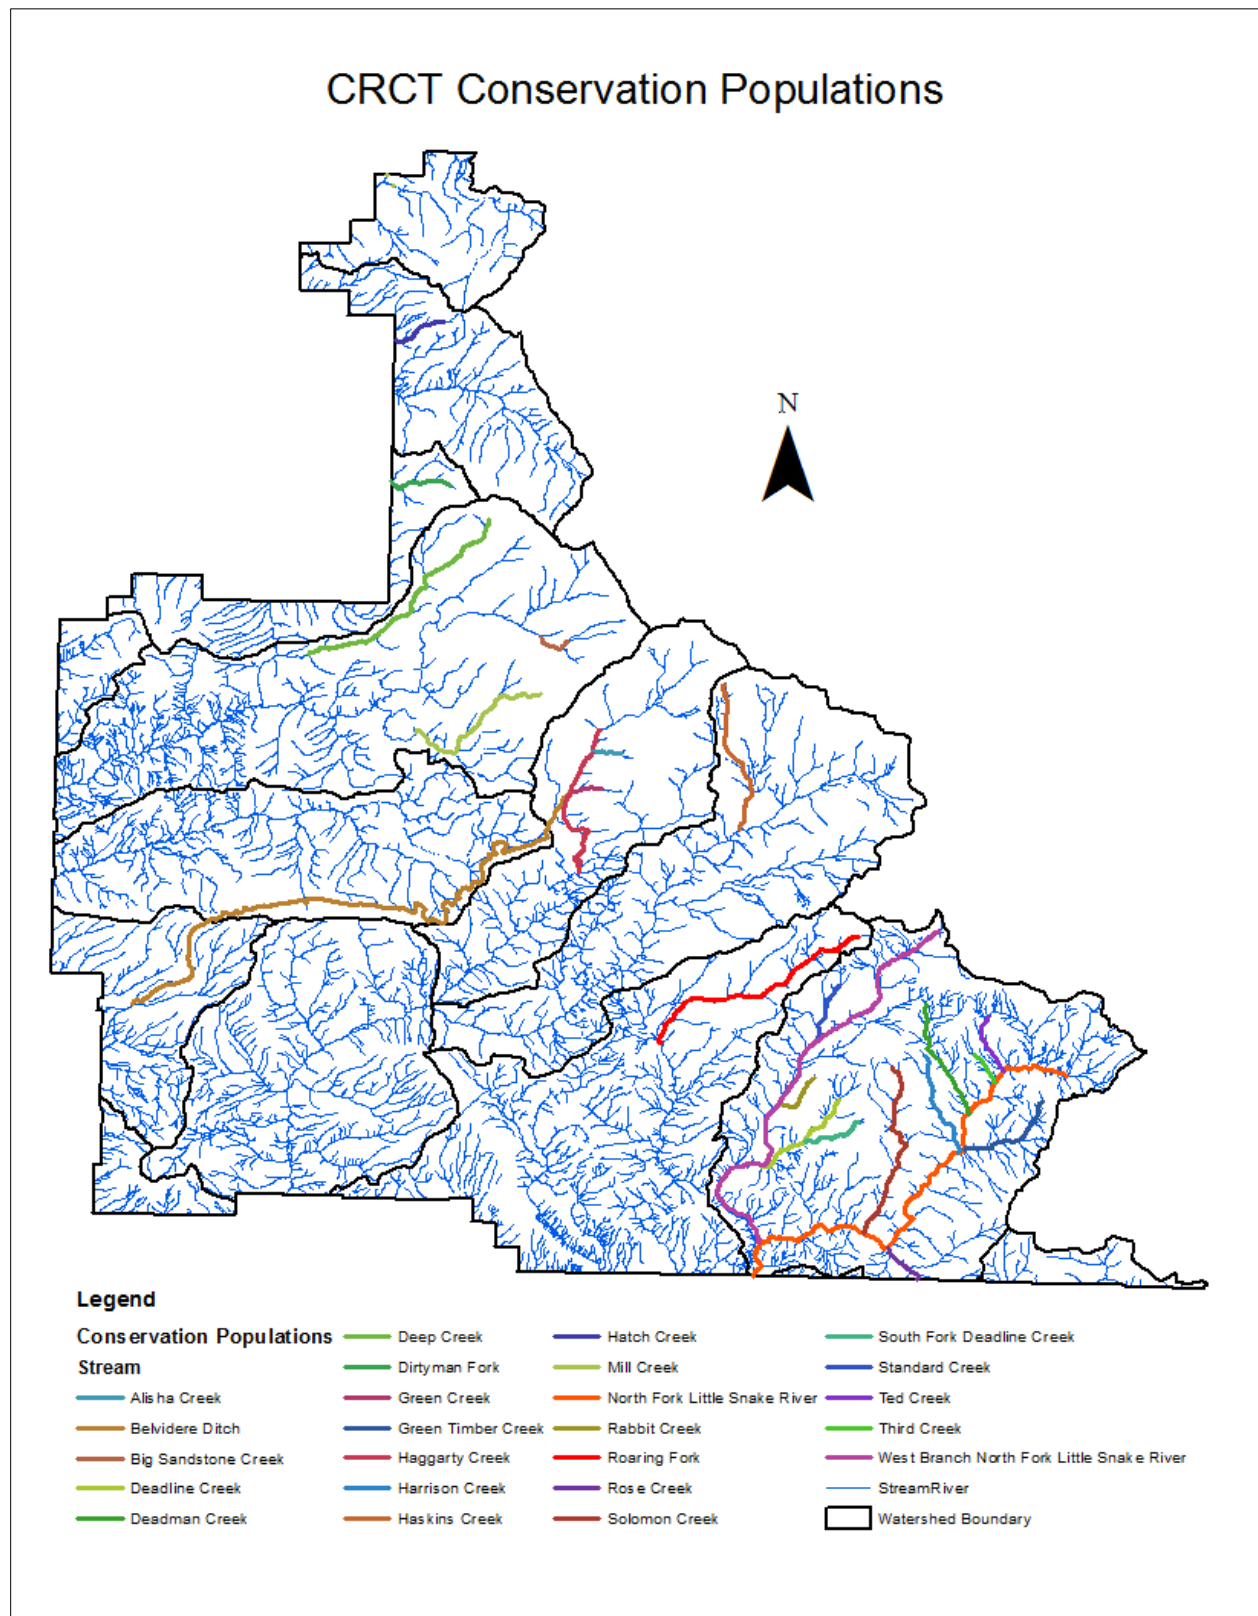 CRCT Conservation Populations
N
Legend
Conservation Populations
Stream
Alisha Creek
Belvidere Ditch
Big Sandstone Creek
Deadline Creek
Deadman Creek
Deep Creek
Dirtyman Fork
Green Creek
Green Timber Creek
Haggarty Creek
Harrison Creek
Haskins Creek
Hatch Creek
Mill Creek
North Fork Little Snake River
Rabbit Creek
Roaring Fork
Rose Creek
Solomon Creek
South Fork Deadline Creek
Standard Creek
Ted Creek
Third Creek
West Branch North Fork Little Snake River
StreamRiver
Watershed Boundary